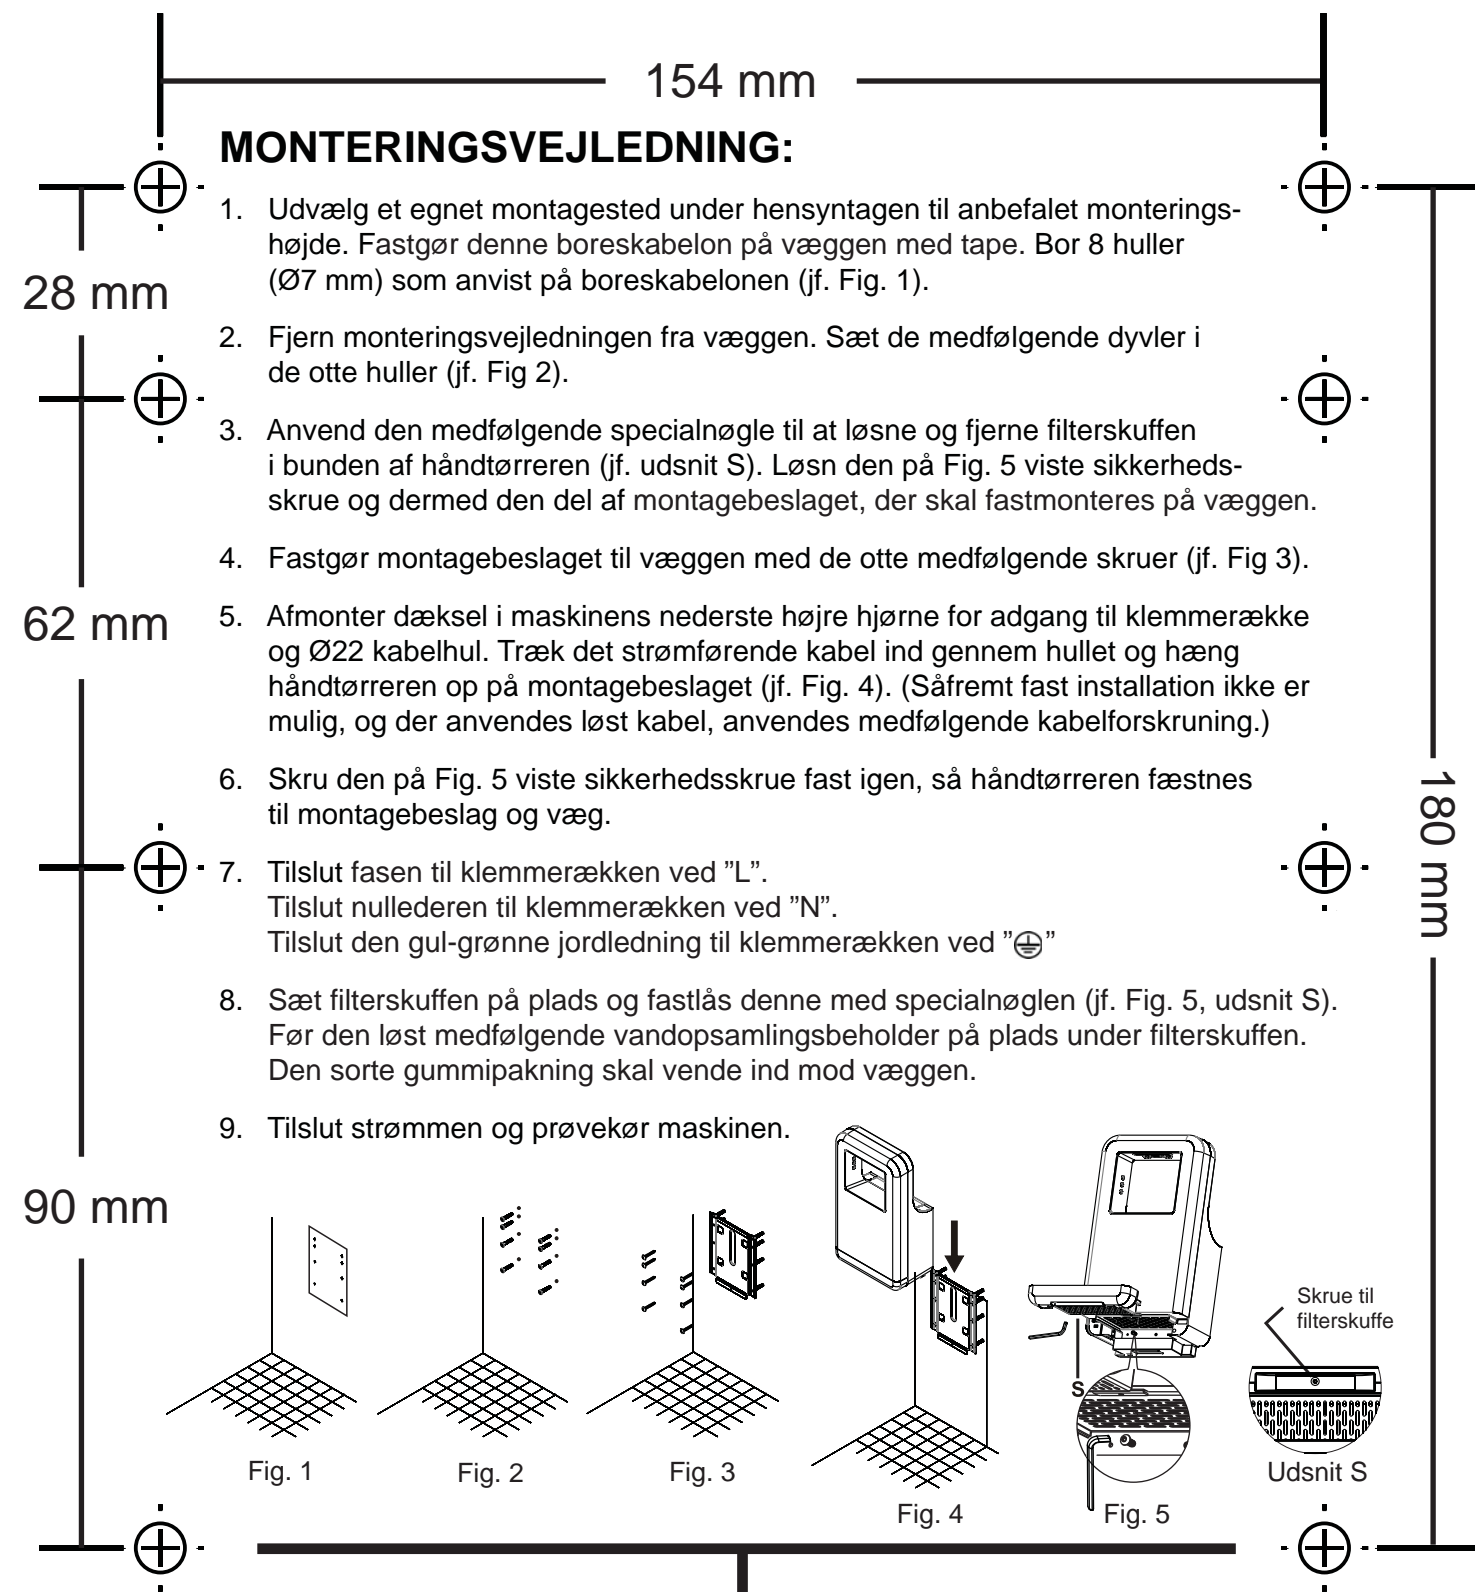 154 mm
MONTERINGSVEJLEDNING:
1. Udvælg et egnet montagested under hensyntagen til anbefalet monterings-
højde. Fastgør denne boreskabelon på væggen med tape. Bor 8 huller
(Ø7 mm) som anvist på boreskabelonen (jf. Fig. 1).
28 mm
2. Fjern monteringsvejledningen fra væggen. Sæt de medfølgende dyvler i
de otte huller (jf. Fig 2).
3. Anvend den medfølgende specialnøgle til at løsne og fjerne filterskuffen
i bunden af håndtørreren (jf. udsnit S). Løsn den på Fig. 5 viste sikkerheds-
skrue og dermed den del af montagebeslaget, der skal fastmonteres på væggen.
4. Fastgør montagebeslaget til væggen med de otte medfølgende skruer (jf. Fig 3).
62 mm
5. Afmonter dæksel i maskinens nederste højre hjørne for adgang til klemmerække
og Ø22 kabelhul. Træk det strømførende kabel ind gennem hullet og hæng
håndtørreren op på montagebeslaget (jf. Fig. 4). (Såfremt fast installation ikke er
mulig, og der anvendes løst kabel, anvendes medfølgende kabelforskruning.)
6. Skru den på Fig. 5 viste sikkerhedsskrue fast igen, så håndtørreren fæstnes
til montagebeslag og væg.
180 mm
7. Tilslut fasen til klemmerækken ved ”L”.
Tilslut nullederen til klemmerækken ved ”N”.
Tilslut den gul-grønne jordledning til klemmerækken ved ”⏚”
8. Sæt filterskuffen på plads og fastlås denne med specialnøglen (jf. Fig. 5, udsnit S).
Før den løst medfølgende vandopsamlingsbeholder på plads under filterskuffen.
Den sorte gummipakning skal vende ind mod væggen.
9. Tilslut strømmen og prøvekør maskinen.
90 mm
Skrue til
filterskuffe
S
Fig. 1
Fig. 2
Fig. 3
Fig. 4
Fig. 5
Udsnit S